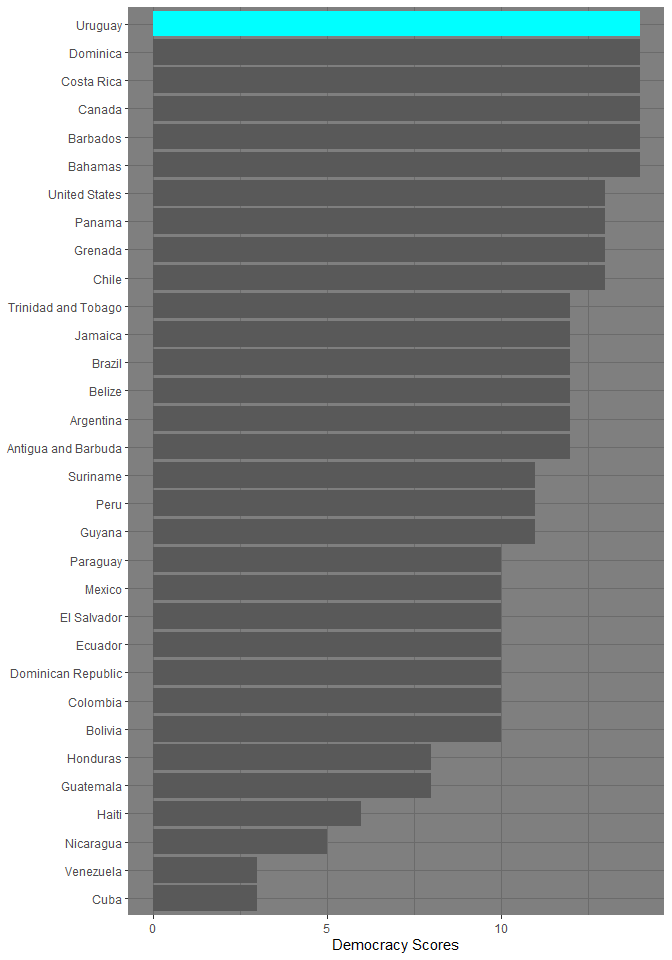 Uruguay
Dominica
Costa Rica
Canada
Barbados
Bahamas
United States
Panama
Grenada
Chile
Trinidad and Tobago
Jamaica
Brazil
Belize
Argentina
Antigua and Barbuda
Suriname
Peru
Guyana
Paraguay
Mexico
El Salvador
Ecuador
Dominican Republic
Colombia
Bolivia
Honduras
Guatemala
Haiti
Nicaragua
Venezuela
Cuba
0 5 10
Democracy Scores